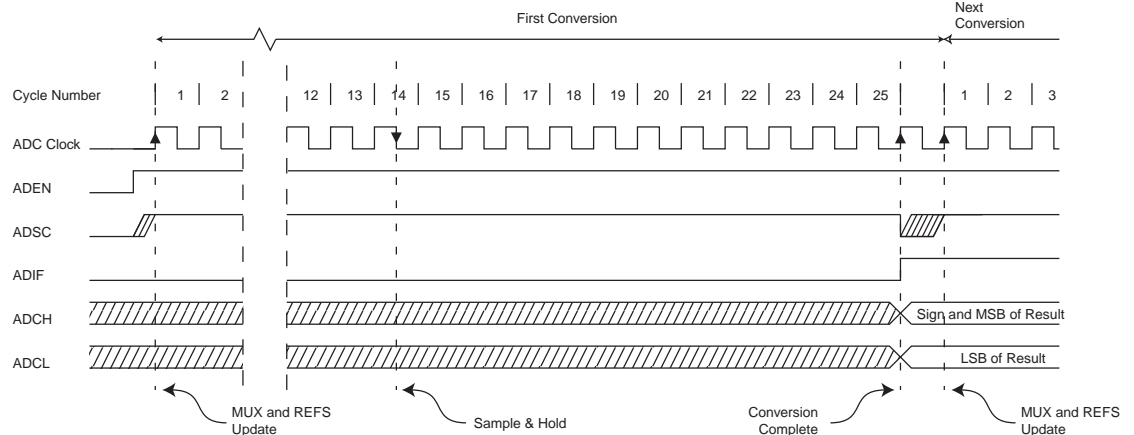 First Conversion
Next
Conversion
Cycle Number 1 2 12 13 14 15 16 17 18 19 20 21 22 23 24 25 1 2 3
ADC Clock
ADEN
ADSC
ADIF
ADCH Sign and MSB of Result
ADCL LSB of Result
MUX and REFS
Update
Sample & Hold
Conversion
Complete
MUX and REFS
Update